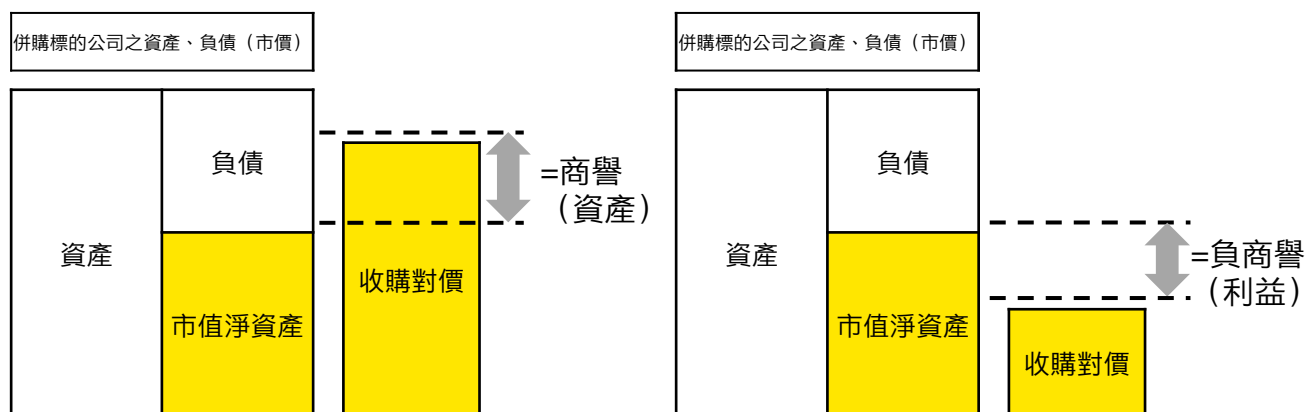 併購標的公司之資產、負債（市價）
負債
=商譽
（資產）
資產
收購對價
市值淨資產
併購標的公司之資產、負債（市價）
負債
資產
=負商譽
（利益）
市值淨資產
收購對價